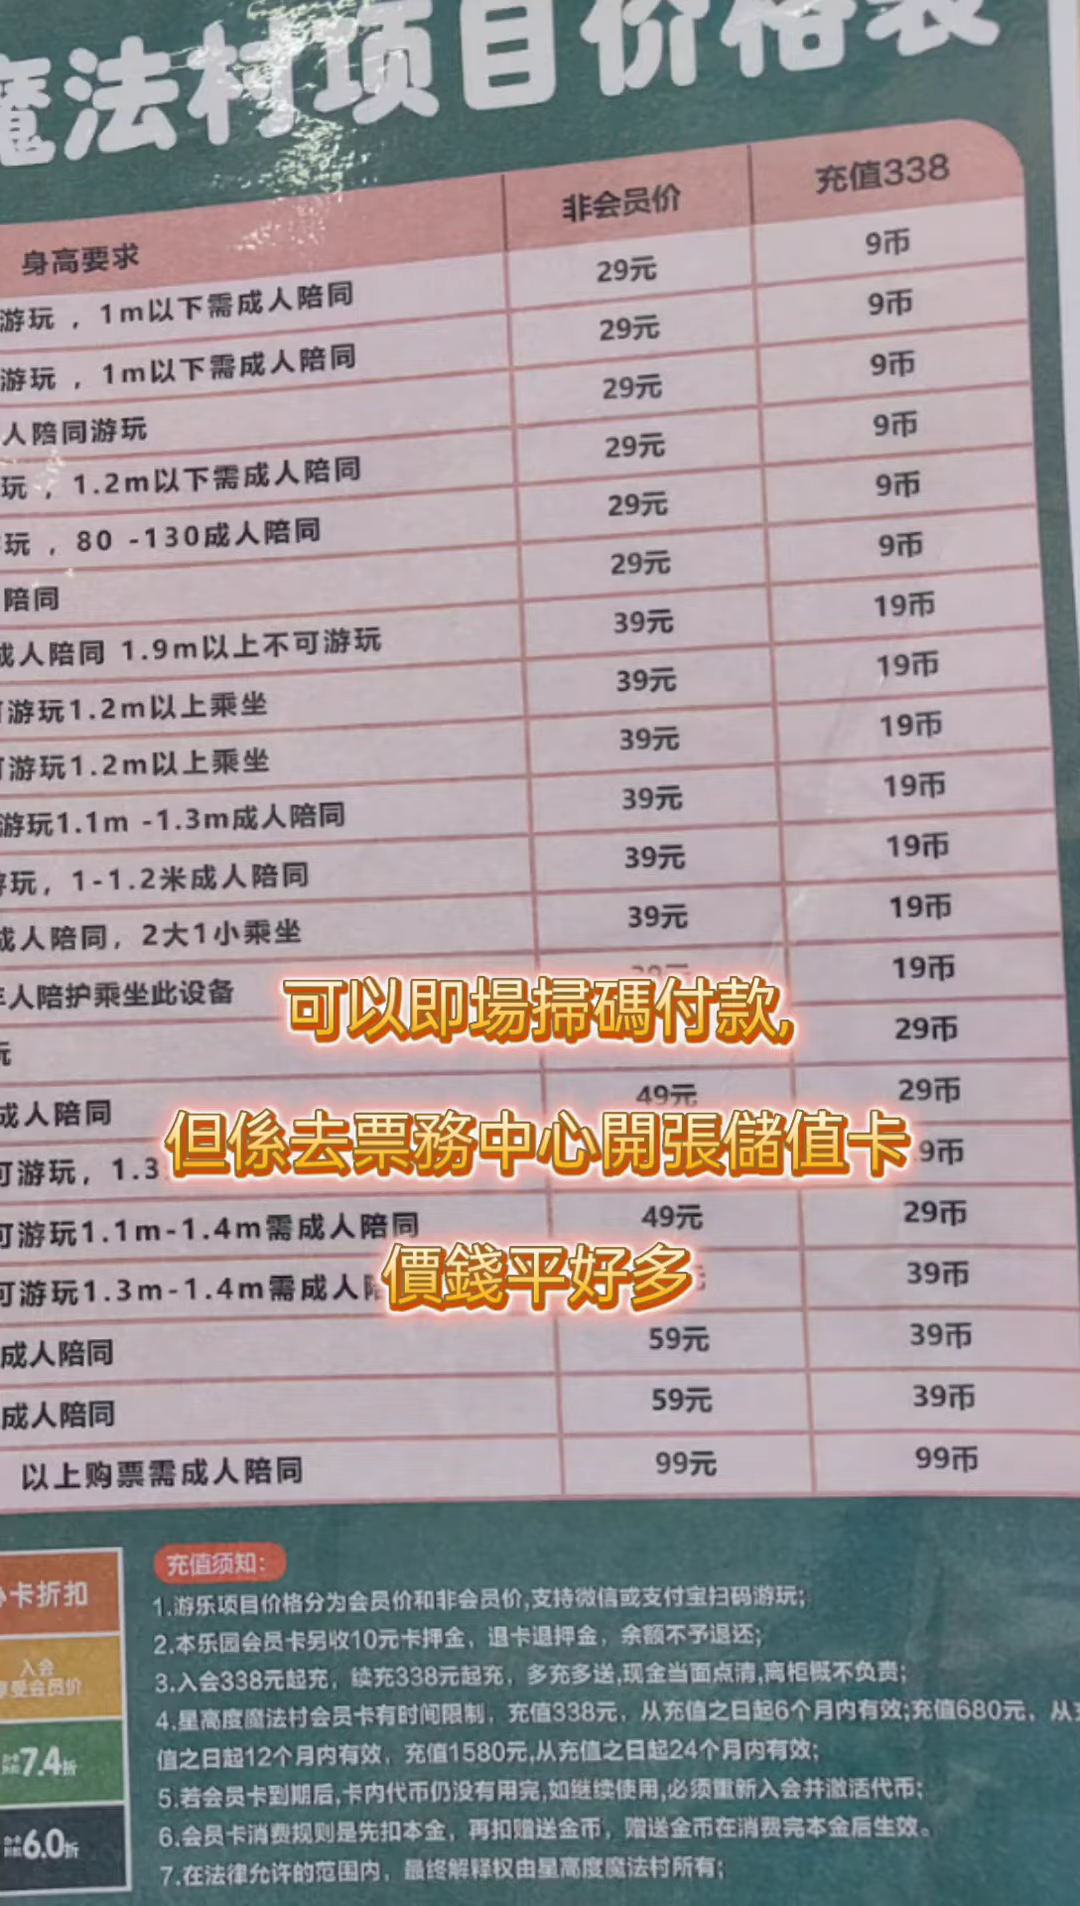 魔法村项目价格表
身高要求 非会员价 充值338
游玩，1m以下需成人陪同 29元 9币
游玩，1m以下需成人陪同 29元 9币
人陪同游玩 29元 9币
玩，1.2m以下需成人陪同 29元 9币
玩，80 -130成人陪同 29元 9币
陪同 29元 9币
成人陪同 1.9m以上不可游玩 39元 19币
可游玩1.2m以上乘坐 39元 19币
可游玩1.2m以上乘坐 39元 19币
游玩1.1m -1.3m成人陪同 39元 19币
游玩，1-1.2米成人陪同 39元 19币
成人陪同，2大1小乘坐 39元 19币
人陪护乘坐此设备 19币
可以即場掃碼付款,
玩 29币
成人陪同 49元 29币
但係去票務中心開張儲值卡
可游玩，1.3 9币
可游玩1.1m-1.4m需成人陪同 49元 29币
可游玩1.3m-1.4m需成人 39币
價錢平好多
成人陪同 59元 39币
成人陪同 59元 39币
以上购票需成人陪同 99元 99币
卡折扣
入会
享受会员价
7.4折
6.0折
充值须知：
1.游乐项目价格分为会员价和非会员价,支持微信或支付宝扫码游玩;
2.本乐园会员卡另收10元卡押金，退卡退押金，余额不予退还;
3.入会338元起充，续充338元起充，多充多送,现金当面点清,离柜概不负责;
4.星高度魔法村会员卡有时间限制，充值338元，从充值之日起6个月内有效;充值680元，从充
值之日起12个月内有效，充值1580元,从充值之日起24个月内有效;
5.若会员卡到期后,卡内代币仍没有用完,如继续使用,必须重新入会并激活代币;
6.会员卡消费规则是先扣本金，再扣赠送金币，赠送金币在消费完本金后生效。
7.在法律允许的范围内，最终解释权由星高度魔法村所有;